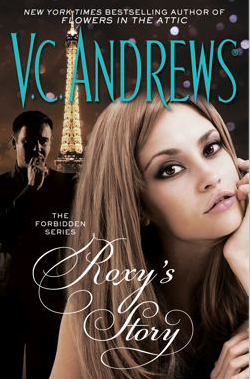 NEW YORK TIMES BESTSELLING AUTHOR OF
FLOWERS IN THE ATTIC
V.C. ANDREWS®
THE
FORBIDDEN
SERIES
Roxy's
Story